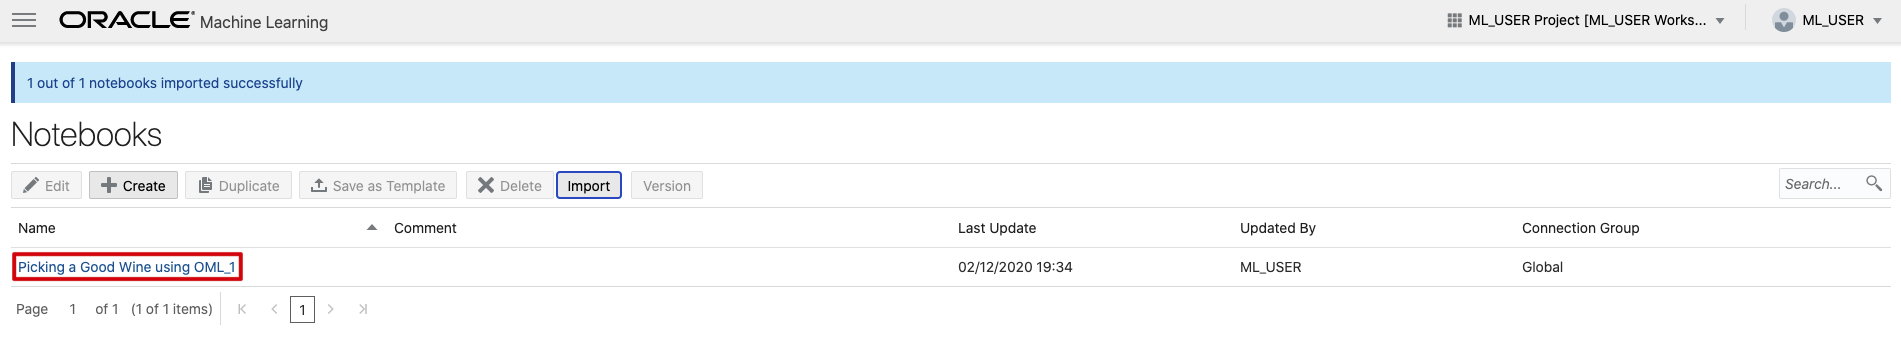 ORACLE Machine Learning ML_USER Project [ML_USER Works... ML_USER
1 out of 1 notebooks imported successfully
Notebooks
Edit Create Duplicate Save as Template Delete Import Version Search...
Name Comment Last Update Updated By Connection Group
Picking a Good Wine using OML_1 02/12/2020 19:34 ML_USER Global
Page 1 of 1 (1 of 1 items) 1